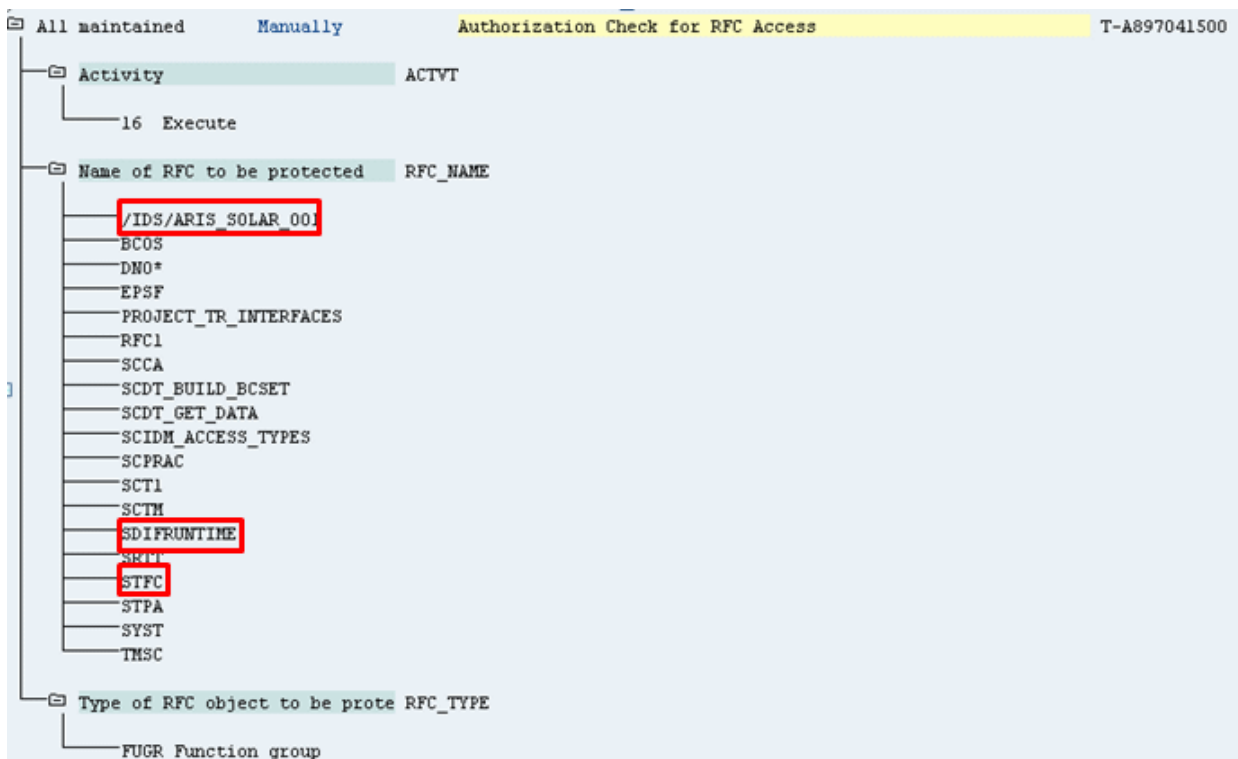 All maintained Manually Authorization Check for RFC Access T-A897041500
Activity ACTVT
16 Execute
Name of RFC to be protected RFC_NAME
/IDS/ARIS_SOLAR_001
BCOS
DNO*
EPSF
PROJECT_TR_INTERFACES
RFC1
SCCA
SCDT_BUILD_BCSET
SCDT_GET_DATA
SCIDM_ACCESS_TYPES
SCPRAC
SCT1
SCTM
SDIFRUNTIME
SRTT
STFC
STPA
SYST
TMSC
Type of RFC object to be prote RFC_TYPE
FUGR Function group